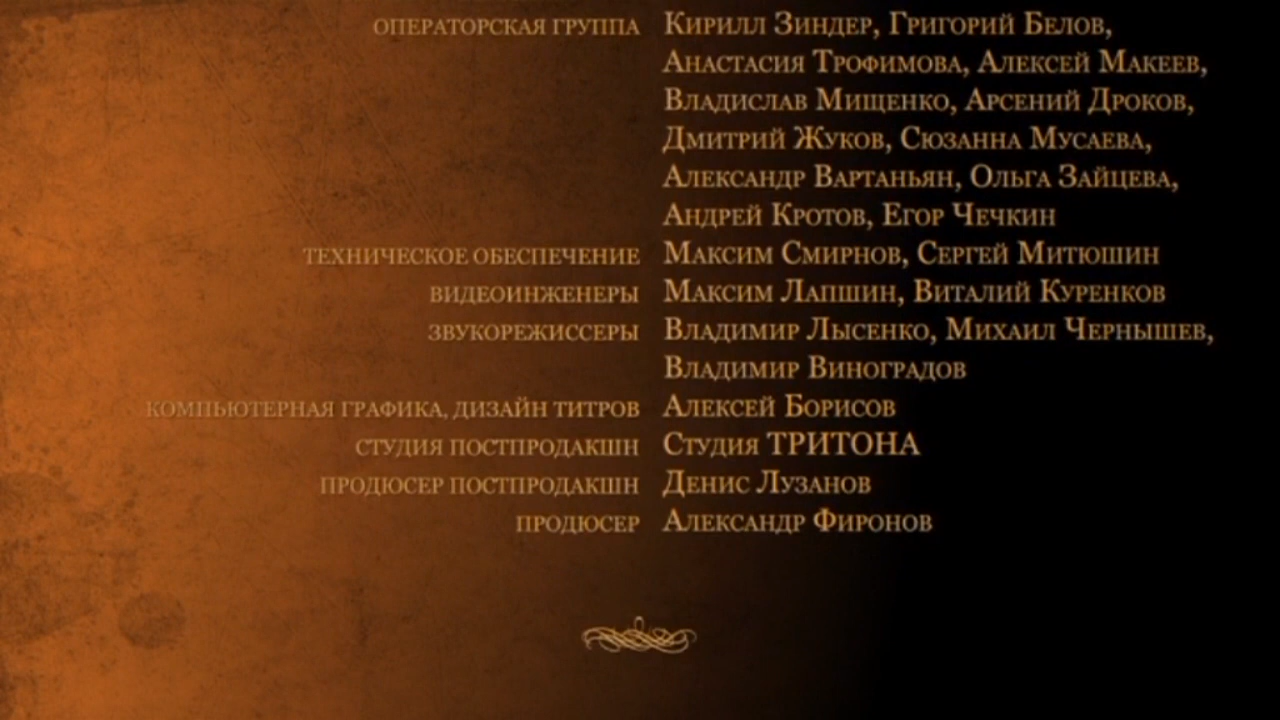 ОПЕРАТОРСКАЯ ГРУППА Кирилл Зиндер, Григорий Белов,
Анастасия Трофимова, Алексей Макеев,
Владислав Мищенко, Арсений Дроков,
Дмитрий Жуков, Сюзанна Мусаева,
Александр Вартаньян, Ольга Зайцева,
Андрей Кротов, Егор Чечкин
ТЕХНИЧЕСКОЕ ОБЕСПЕЧЕНИЕ Максим Смирнов, Сергей Митюшин
ВИДЕОИНЖЕНЕРЫ Максим Лапшин, Виталий Куренков
ЗВУКОРЕЖИССЕРЫ Владимир Лысенко, Михаил Чернышев,
Владимир Виноградов
КОМПЬЮТЕРНАЯ ГРАФИКА, ДИЗАЙН ТИТРОВ Алексей Борисов
СТУДИЯ ПОСТПРОДАКШН Студия ТРИТОНА
ПРОДЮСЕР ПОСТПРОДАКШН Денис Лузанов
ПРОДЮСЕР Александр Фиронов